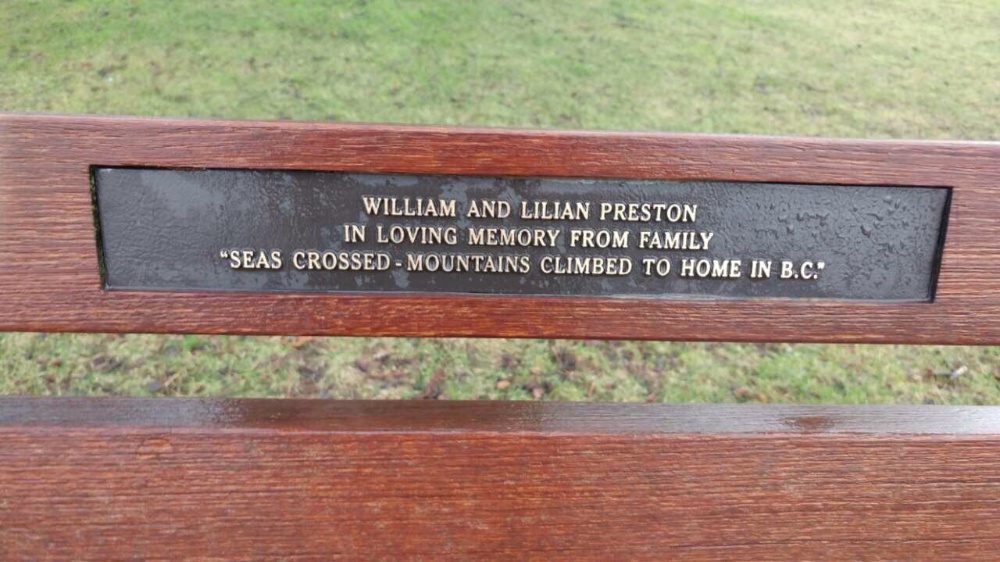 WILLIAM AND LILIAN PRESTON
IN LOVING MEMORY FROM FAMILY
"SEAS CROSSED - MOUNTAINS CLIMBED TO HOME IN B.C."